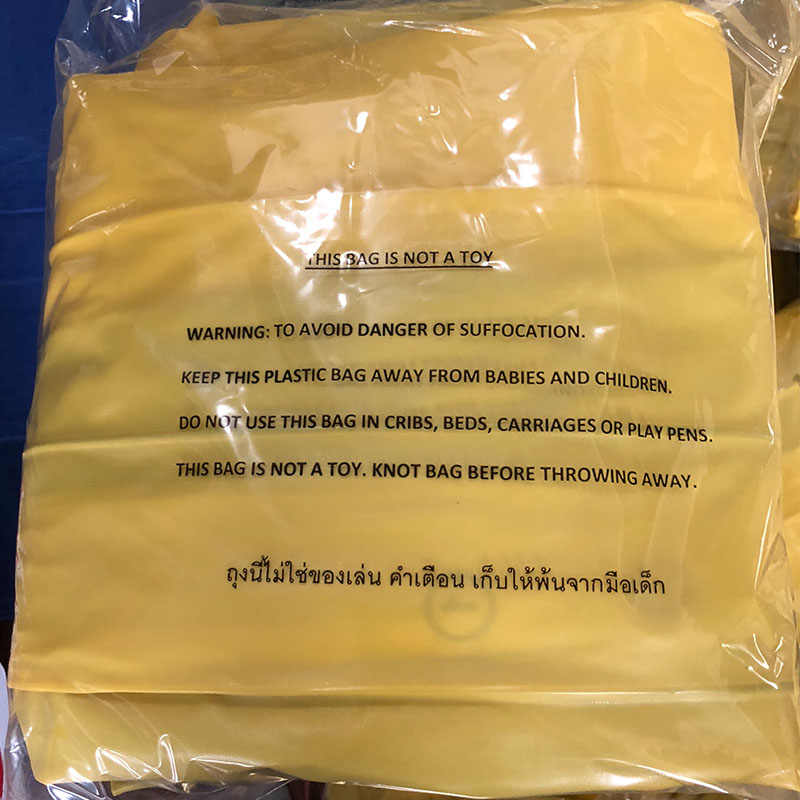 THIS BAG IS NOT A TOY
WARNING: TO AVOID DANGER OF SUFFOCATION.
KEEP THIS PLASTIC BAG AWAY FROM BABIES AND CHILDREN.
DO NOT USE THIS BAG IN CRIBS, BEDS, CARRIAGES OR PLAY PENS.
THIS BAG IS NOT A TOY. KNOT BAG BEFORE THROWING AWAY.
ถุงนี้ไม่ใช่ของเล่น คำเตือน เก็บให้พ้นจากมือเด็ก